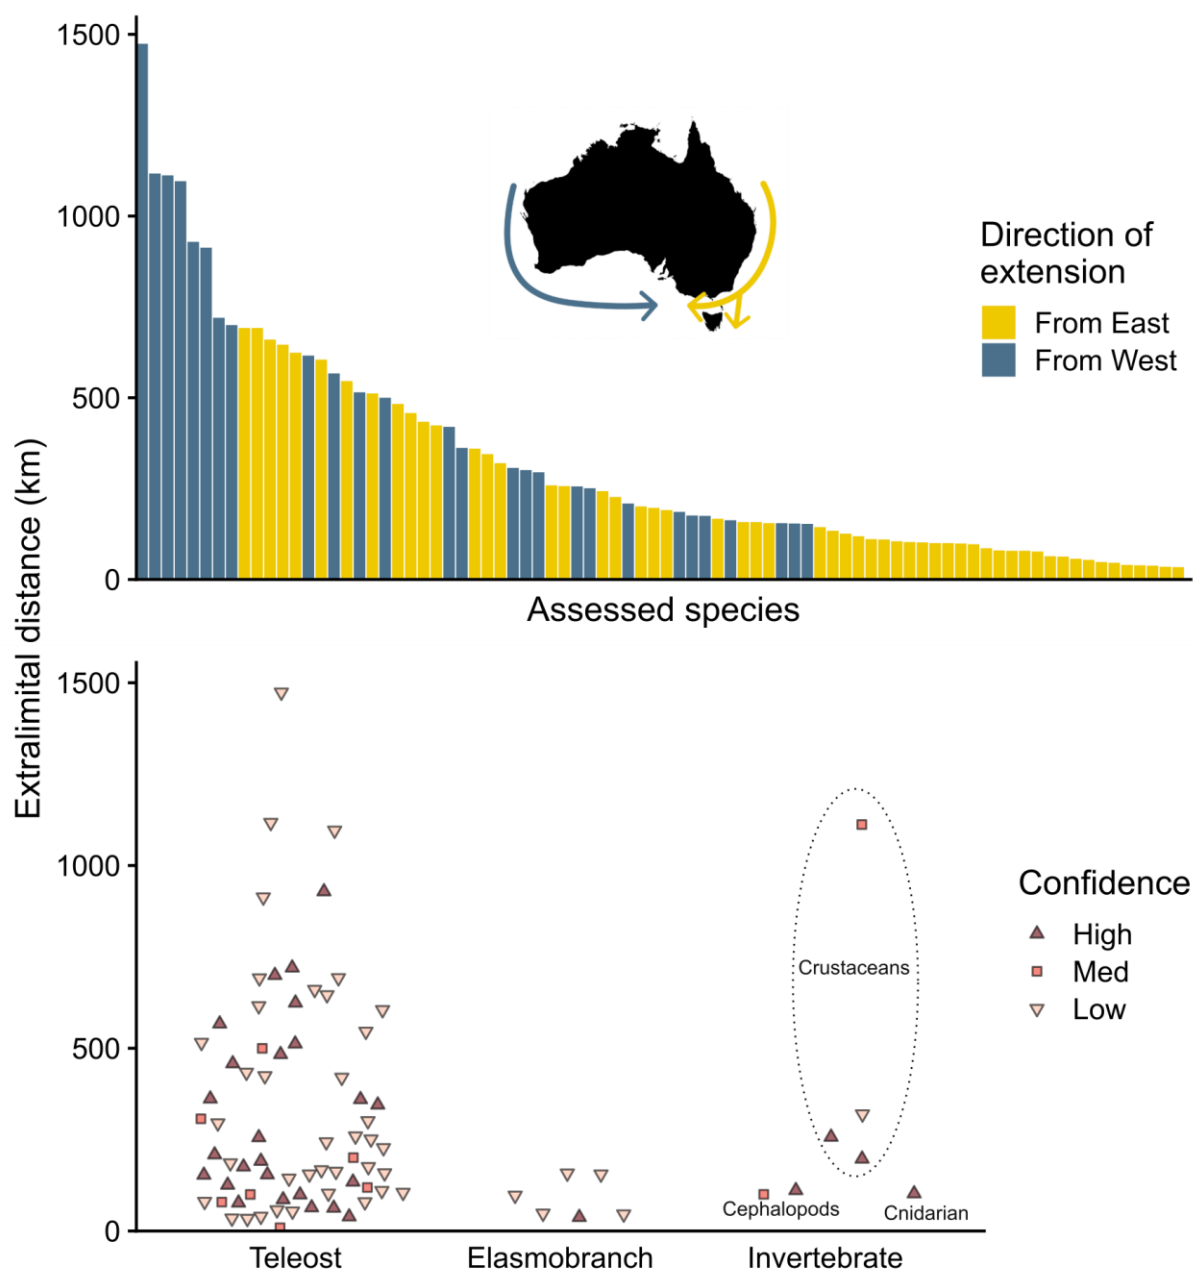 1500
1000
500
0
Extralimital distance (km)
Direction of
extension
From East
From West
Assessed species
1500
1000
500
0
Crustaceans
Cephalopods
Cnidarian
Confidence
High
Med
Low
Teleost
Elasmobranch
Invertebrate